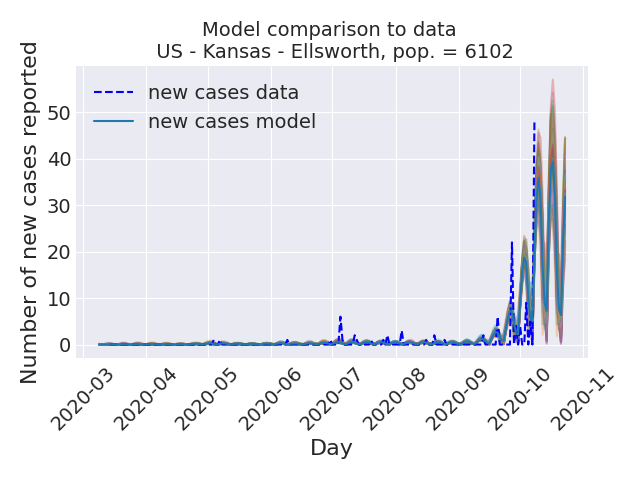 Model comparison to data
US - Kansas - Ellsworth, pop. = 6102
Number of new cases reported
50
40
30
20
10
0
new cases data
new cases model
2020-03
2020-04
2020-05
2020-06
2020-07
2020-08
2020-09
2020-10
2020-11
Day